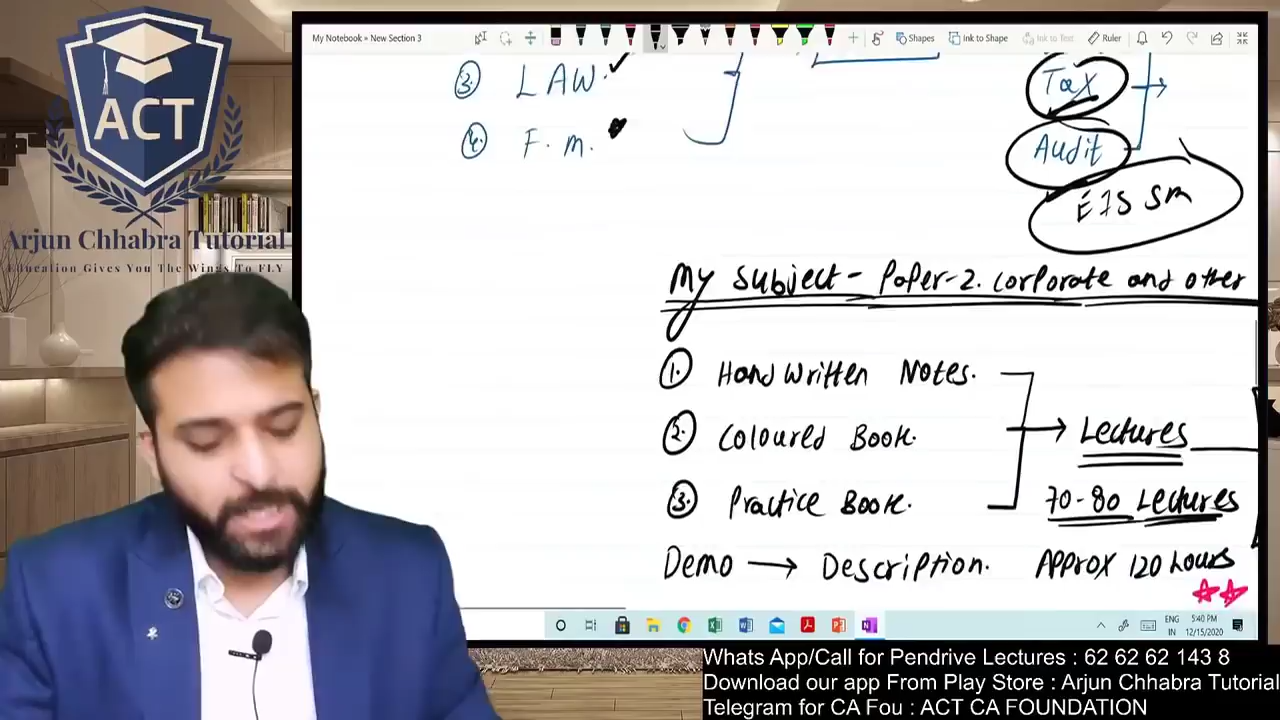 My Notebook » New Section 3
Shapes
Ink to Shape
Ink to Text
Ruler
ACT
Arjun Chhabra Tutorial
Education Gives You The Wings To FLY
3. LAW.
4. F.M.
Tax
Audit
EIS SM
My Subject - Paper-2. Corporate and other
1. Handwritten Notes.
2. Coloured Book.
3. Practice Book.
Lectures
70-80 Lectures
Demo → Description. Approx 120 hours
ENG
IN
5:40 PM
12/15/2020
Whats App/Call for Pendrive Lectures : 62 62 62 143 8
Download our app From Play Store : Arjun Chhabra Tutorial
Telegram for CA Fou : ACT CA FOUNDATION